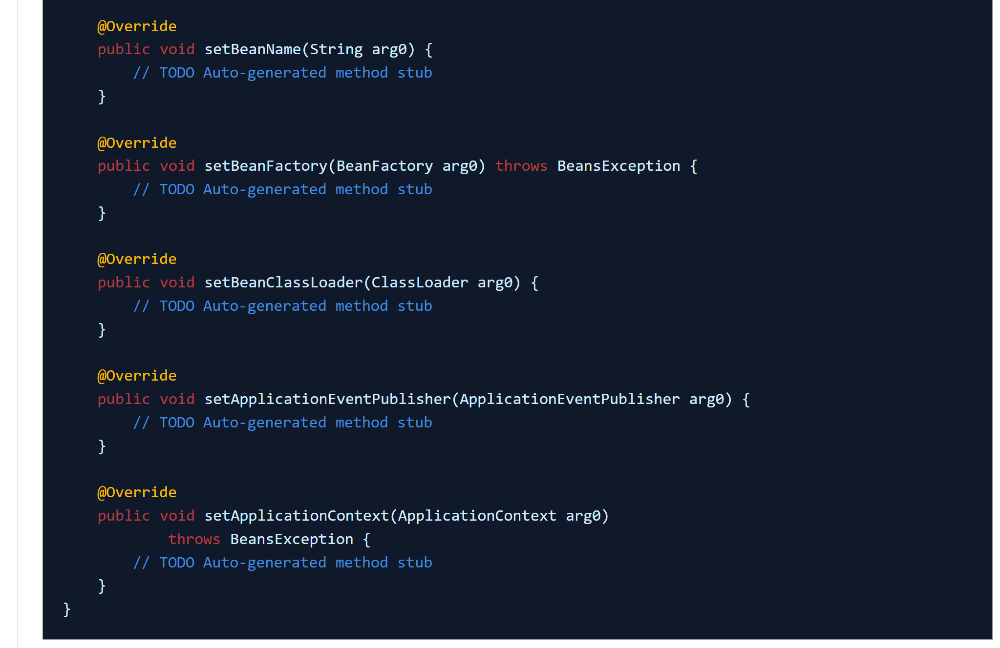 @Override
public void setBeanName(String arg0) {
// TODO Auto-generated method stub
}
@Override
public void setBeanFactory(BeanFactory arg0) throws BeansException {
// TODO Auto-generated method stub
}
@Override
public void setBeanClassLoader(ClassLoader arg0) {
// TODO Auto-generated method stub
}
@Override
public void setApplicationEventPublisher(ApplicationEventPublisher arg0) {
// TODO Auto-generated method stub
}
@Override
public void setApplicationContext(ApplicationContext arg0)
throws BeansException {
// TODO Auto-generated method stub
}
}